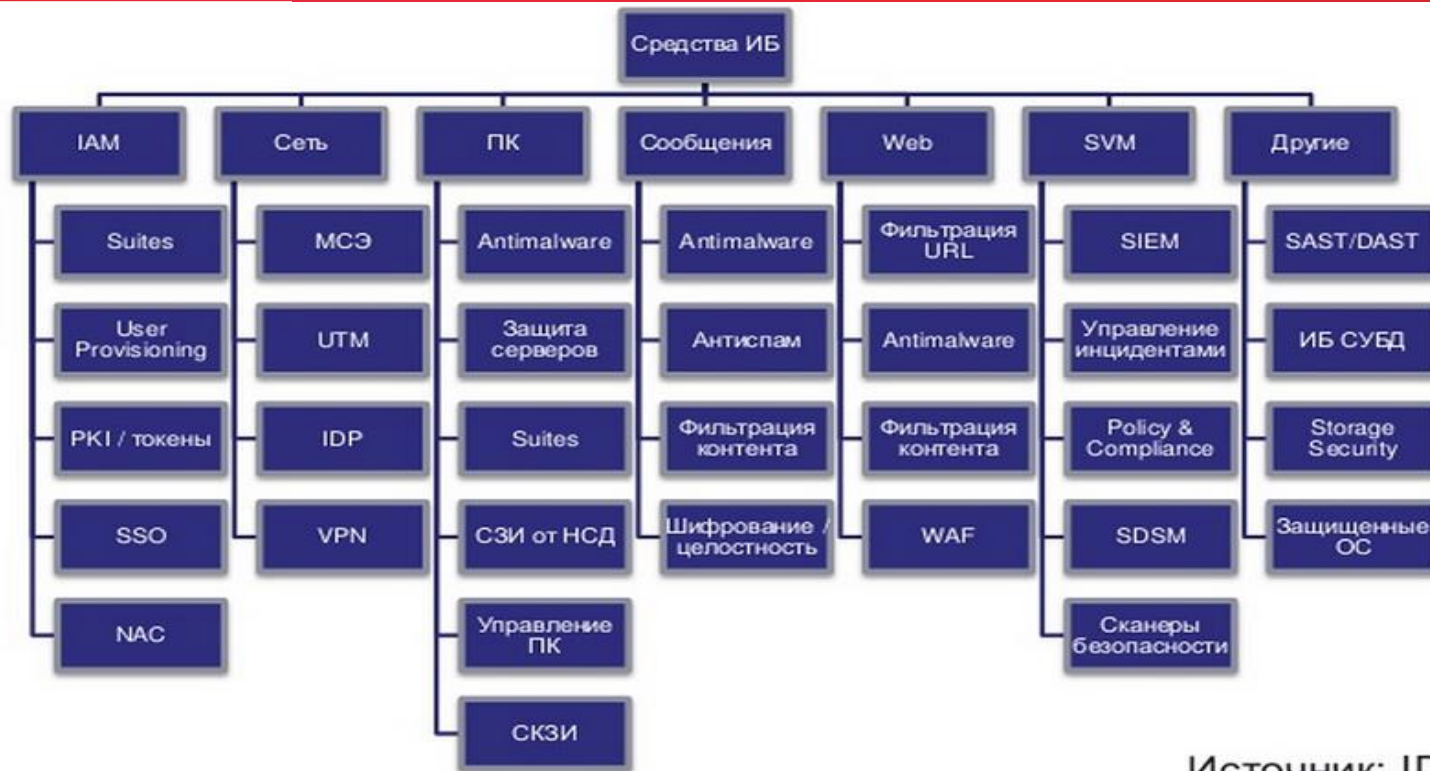 Средства ИБ
IAM
Suites
User
Provisioning
PKI / токены
SSO
NAC
Сеть
МСЭ
UTM
IDP
VPN
ПК
Antimalware
Защита
серверов
Suites
СЗИ от НСД
Управление
ПК
СКЗИ
Сообщения
Antimalware
Антиспам
Фильтрация
контента
Шифрование /
целостность
Web
Фильтрация
URL
Antimalware
Фильтрация
контента
WAF
SVM
SIEM
Управление
инцидентами
Policy &
Compliance
SDSM
Сканеры
безопасности
Другие
SAST/DAST
ИБ СУБД
Storage
Security
Защищенные
ОС
Источник: